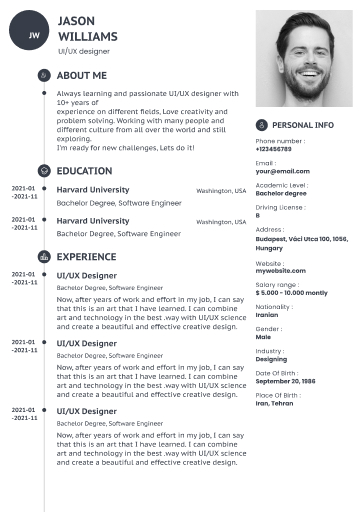 JW
JASON
WILLIAMS
UI/UX designer
ABOUT ME
Always learning and passionate UI/UX designer with
10+ years of
experience on different fields, Love creativity and
problem solving. Working with many people and
different culture from all over the world and still
exploring.
I'm ready for new challenges, Lets do it!
EDUCATION
2021-01
-2021-11
Harvard University
Washington, USA
Bachelor Degree, Software Engineer
2021-01
-2021-11
Harvard University
Washington, USA
Bachelor Degree, Software Engineer
EXPERIENCE
2021-01
-2021-11
UI/UX Designer
Bachelor Degree, Software Engineer
Now, after years of work and effort in my job, I can say
that this is an art that I have learned. I can combine
art and technology in the best .way with UI/UX science
and create a beautiful and effective creative design.
2021-01
-2021-11
UI/UX Designer
Bachelor Degree, Software Engineer
Now, after years of work and effort in my job, I can say
that this is an art that I have learned. I can combine
art and technology in the best .way with UI/UX science
and create a beautiful and effective creative design.
2021-01
-2021-11
UI/UX Designer
Bachelor Degree, Software Engineer
Now, after years of work and effort in my job, I can say
that this is an art that I have learned. I can combine
art and technology in the best .way with UI/UX science
and create a beautiful and effective creative design.
PERSONAL INFO
Phone number :
+123456789
Email :
your@email.com
Academic Level :
Bachelor degree
Driving License :
B
Address :
Budapest, Váci Utca 100, 1056,
Hungary
Website :
mywebsite.com
Salary range :
$ 5,000 - 10.000 montly
Nationality :
Iranian
Gender :
Male
Industry :
Designing
Date Of Birth :
September 20, 1986
Place Of Birth :
Iran, Tehran